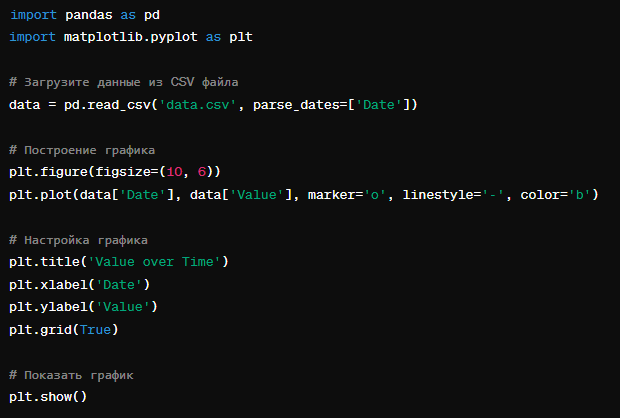 import pandas as pd
import matplotlib.pyplot as plt
# Загрузите данные из CSV файла
data = pd.read_csv('data.csv', parse_dates=['Date'])
# Построение графика
plt.figure(figsize=(10, 6))
plt.plot(data['Date'], data['Value'], marker='o', linestyle='-', color='b')
# Настройка графика
plt.title('Value over Time')
plt.xlabel('Date')
plt.ylabel('Value')
plt.grid(True)
# Показать график
plt.show()